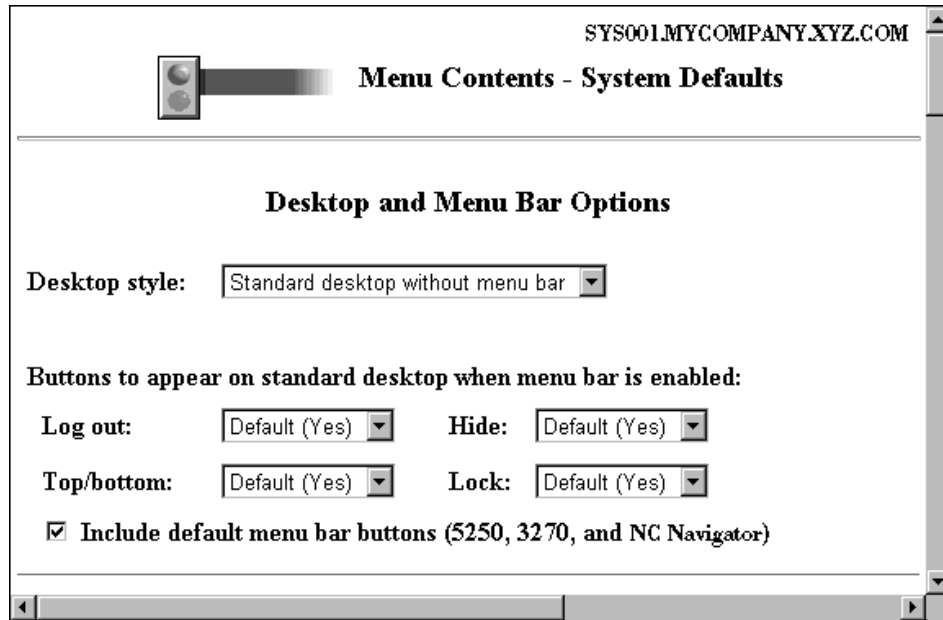 SYS001.MYCOMPANY.XYZ.COM
Menu Contents - System Defaults
Desktop and Menu Bar Options
Desktop style: Standard desktop without menu bar
Buttons to appear on standard desktop when menu bar is enabled:
Log out: Default (Yes) Hide: Default (Yes)
Top/bottom: Default (Yes) Lock: Default (Yes)
Include default menu bar buttons (5250, 3270, and NC Navigator)